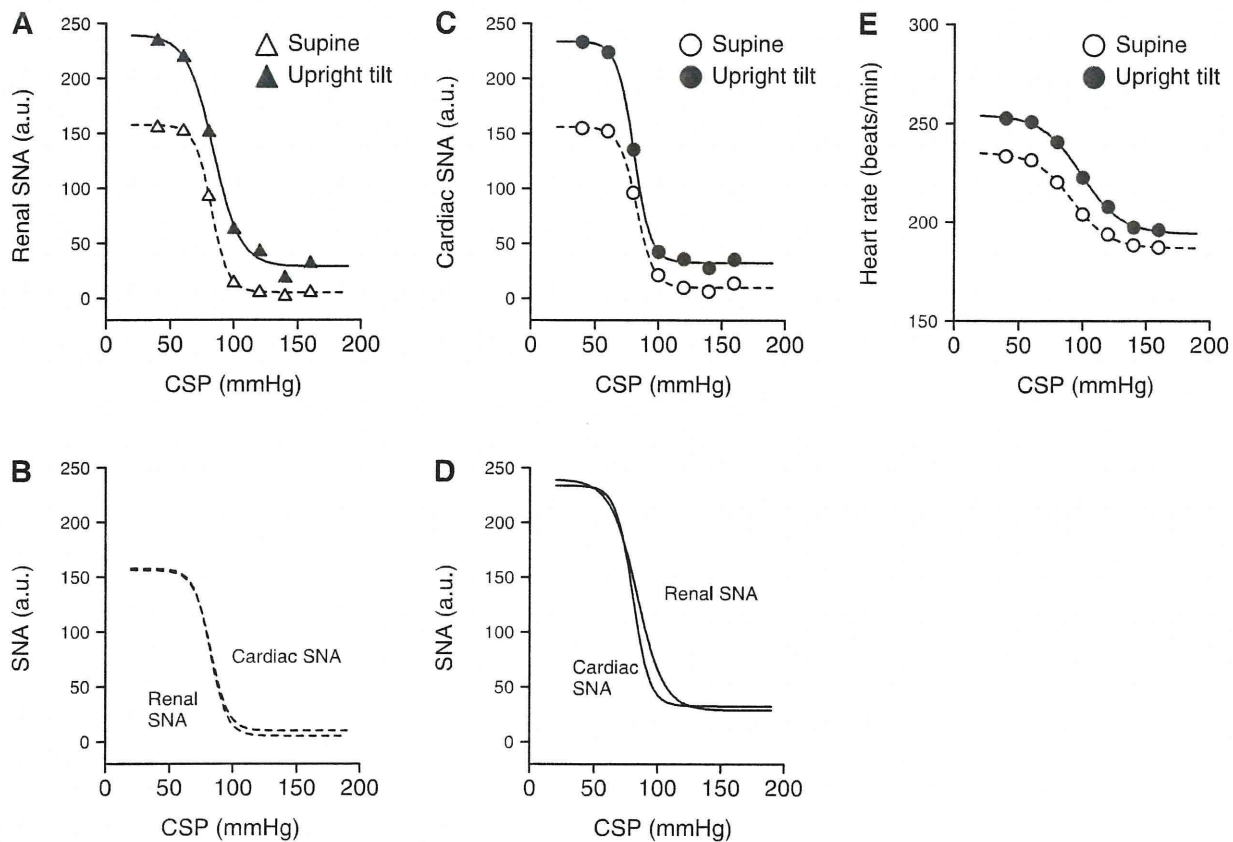 A
Supine
Upright tilt
Renal SNA (a.u.)
250
200
150
100
50
0
0 50 100 150 200
CSP (mmHg)
C
Supine
Upright tilt
Cardiac SNA (a.u.)
250
200
150
100
50
0
0 50 100 150 200
CSP (mmHg)
E
Supine
Upright tilt
Heart rate (beats/min)
300
250
200
150
0 50 100 150 200
CSP (mmHg)
B
SNA (a.u.)
250
200
150
100
50
0
Cardiac SNA
Renal
SNA
0 50 100 150 200
CSP (mmHg)
D
SNA (a.u.)
250
200
150
100
50
0
Renal SNA
Cardiac
SNA
0 50 100 150 200
CSP (mmHg)